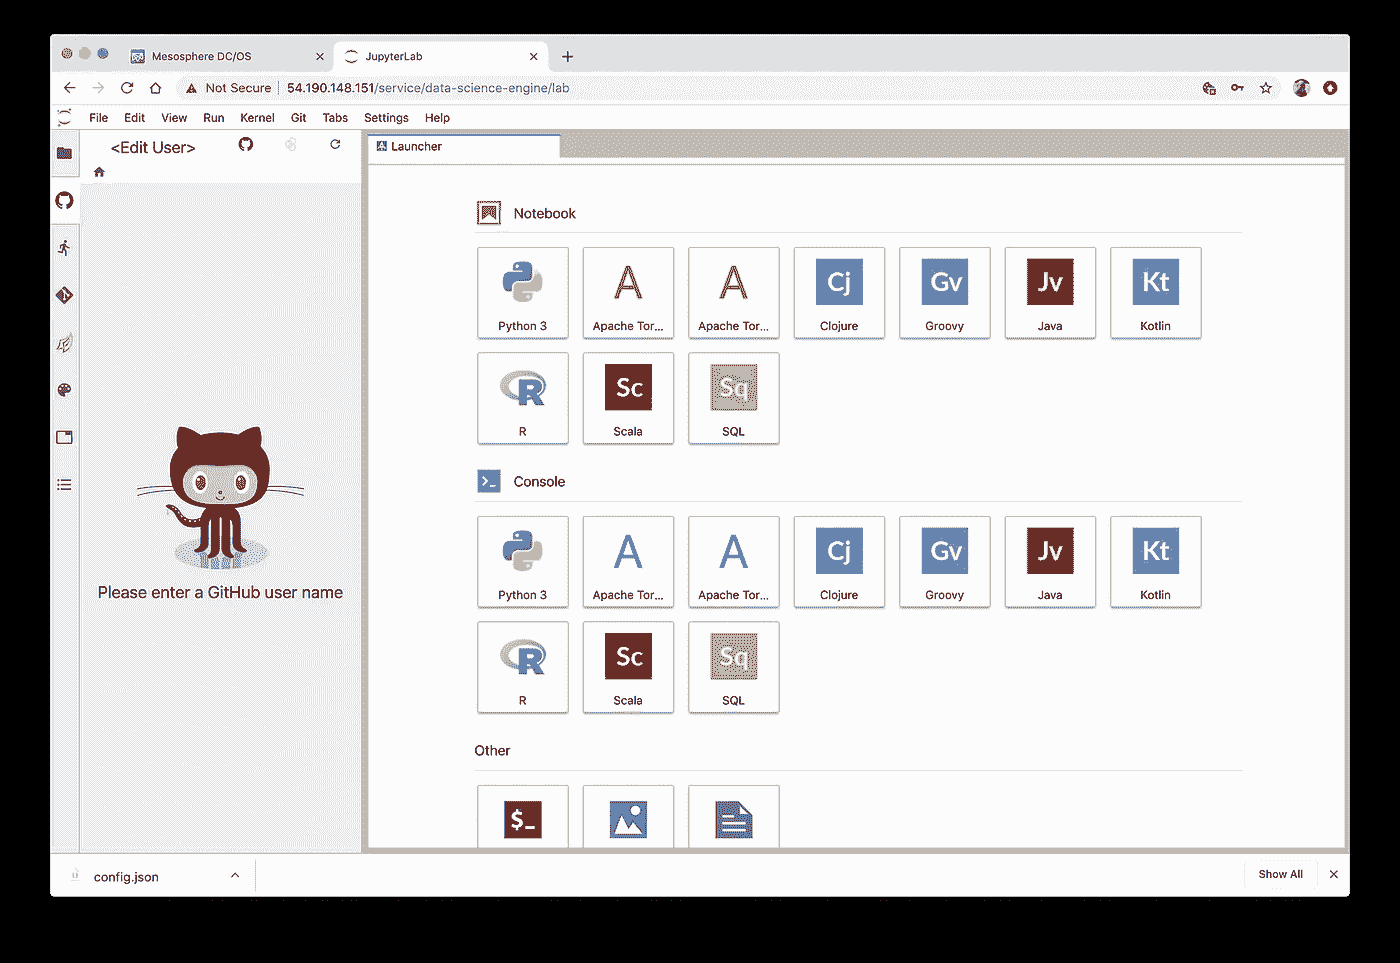 Mesosphere DC/OS
JupyterLab
Not Secure 54.190.148.151/service/data-science-engine/lab
File Edit View Run Kernel Git Tabs Settings Help
<Edit User>
Launcher
Please enter a GitHub user name
Notebook
Cj Gv Jv Kt
Python 3 Apache Tor... Apache Tor... Clojure Groovy Java Kotlin
R Sc Sq
R Scala SQL
Console
A A Cj Gv Jv Kt
Python 3 Apache Tor... Apache Tor... Clojure Groovy Java Kotlin
R Sc Sq
R Scala SQL
Other
$_
config.json
Show All